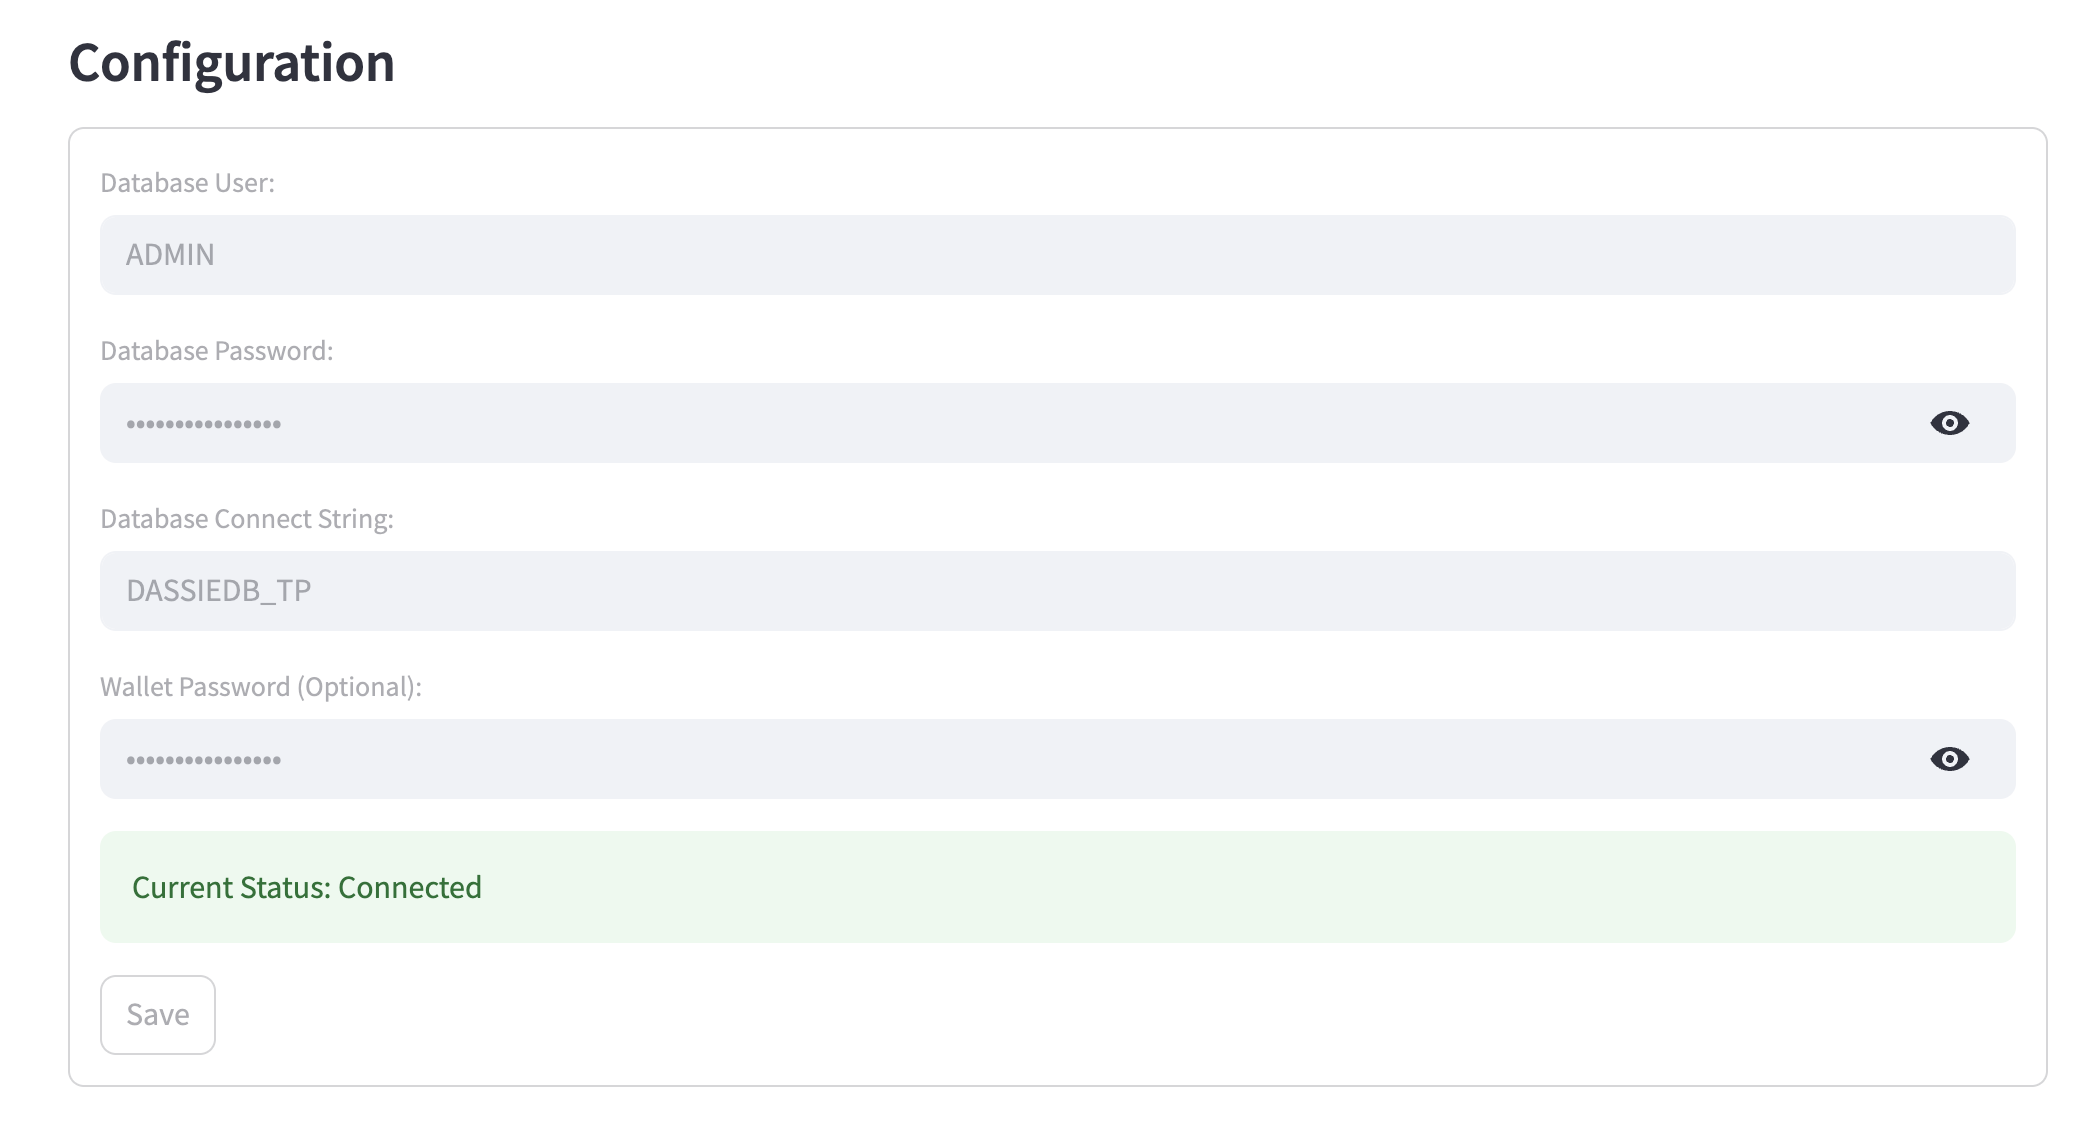 Configuration
Database User:
ADMIN
Database Password:
••••••••••••••••
Database Connect String:
DASSIEDB_TP
Wallet Password (Optional):
••••••••••••••••
Current Status: Connected
Save